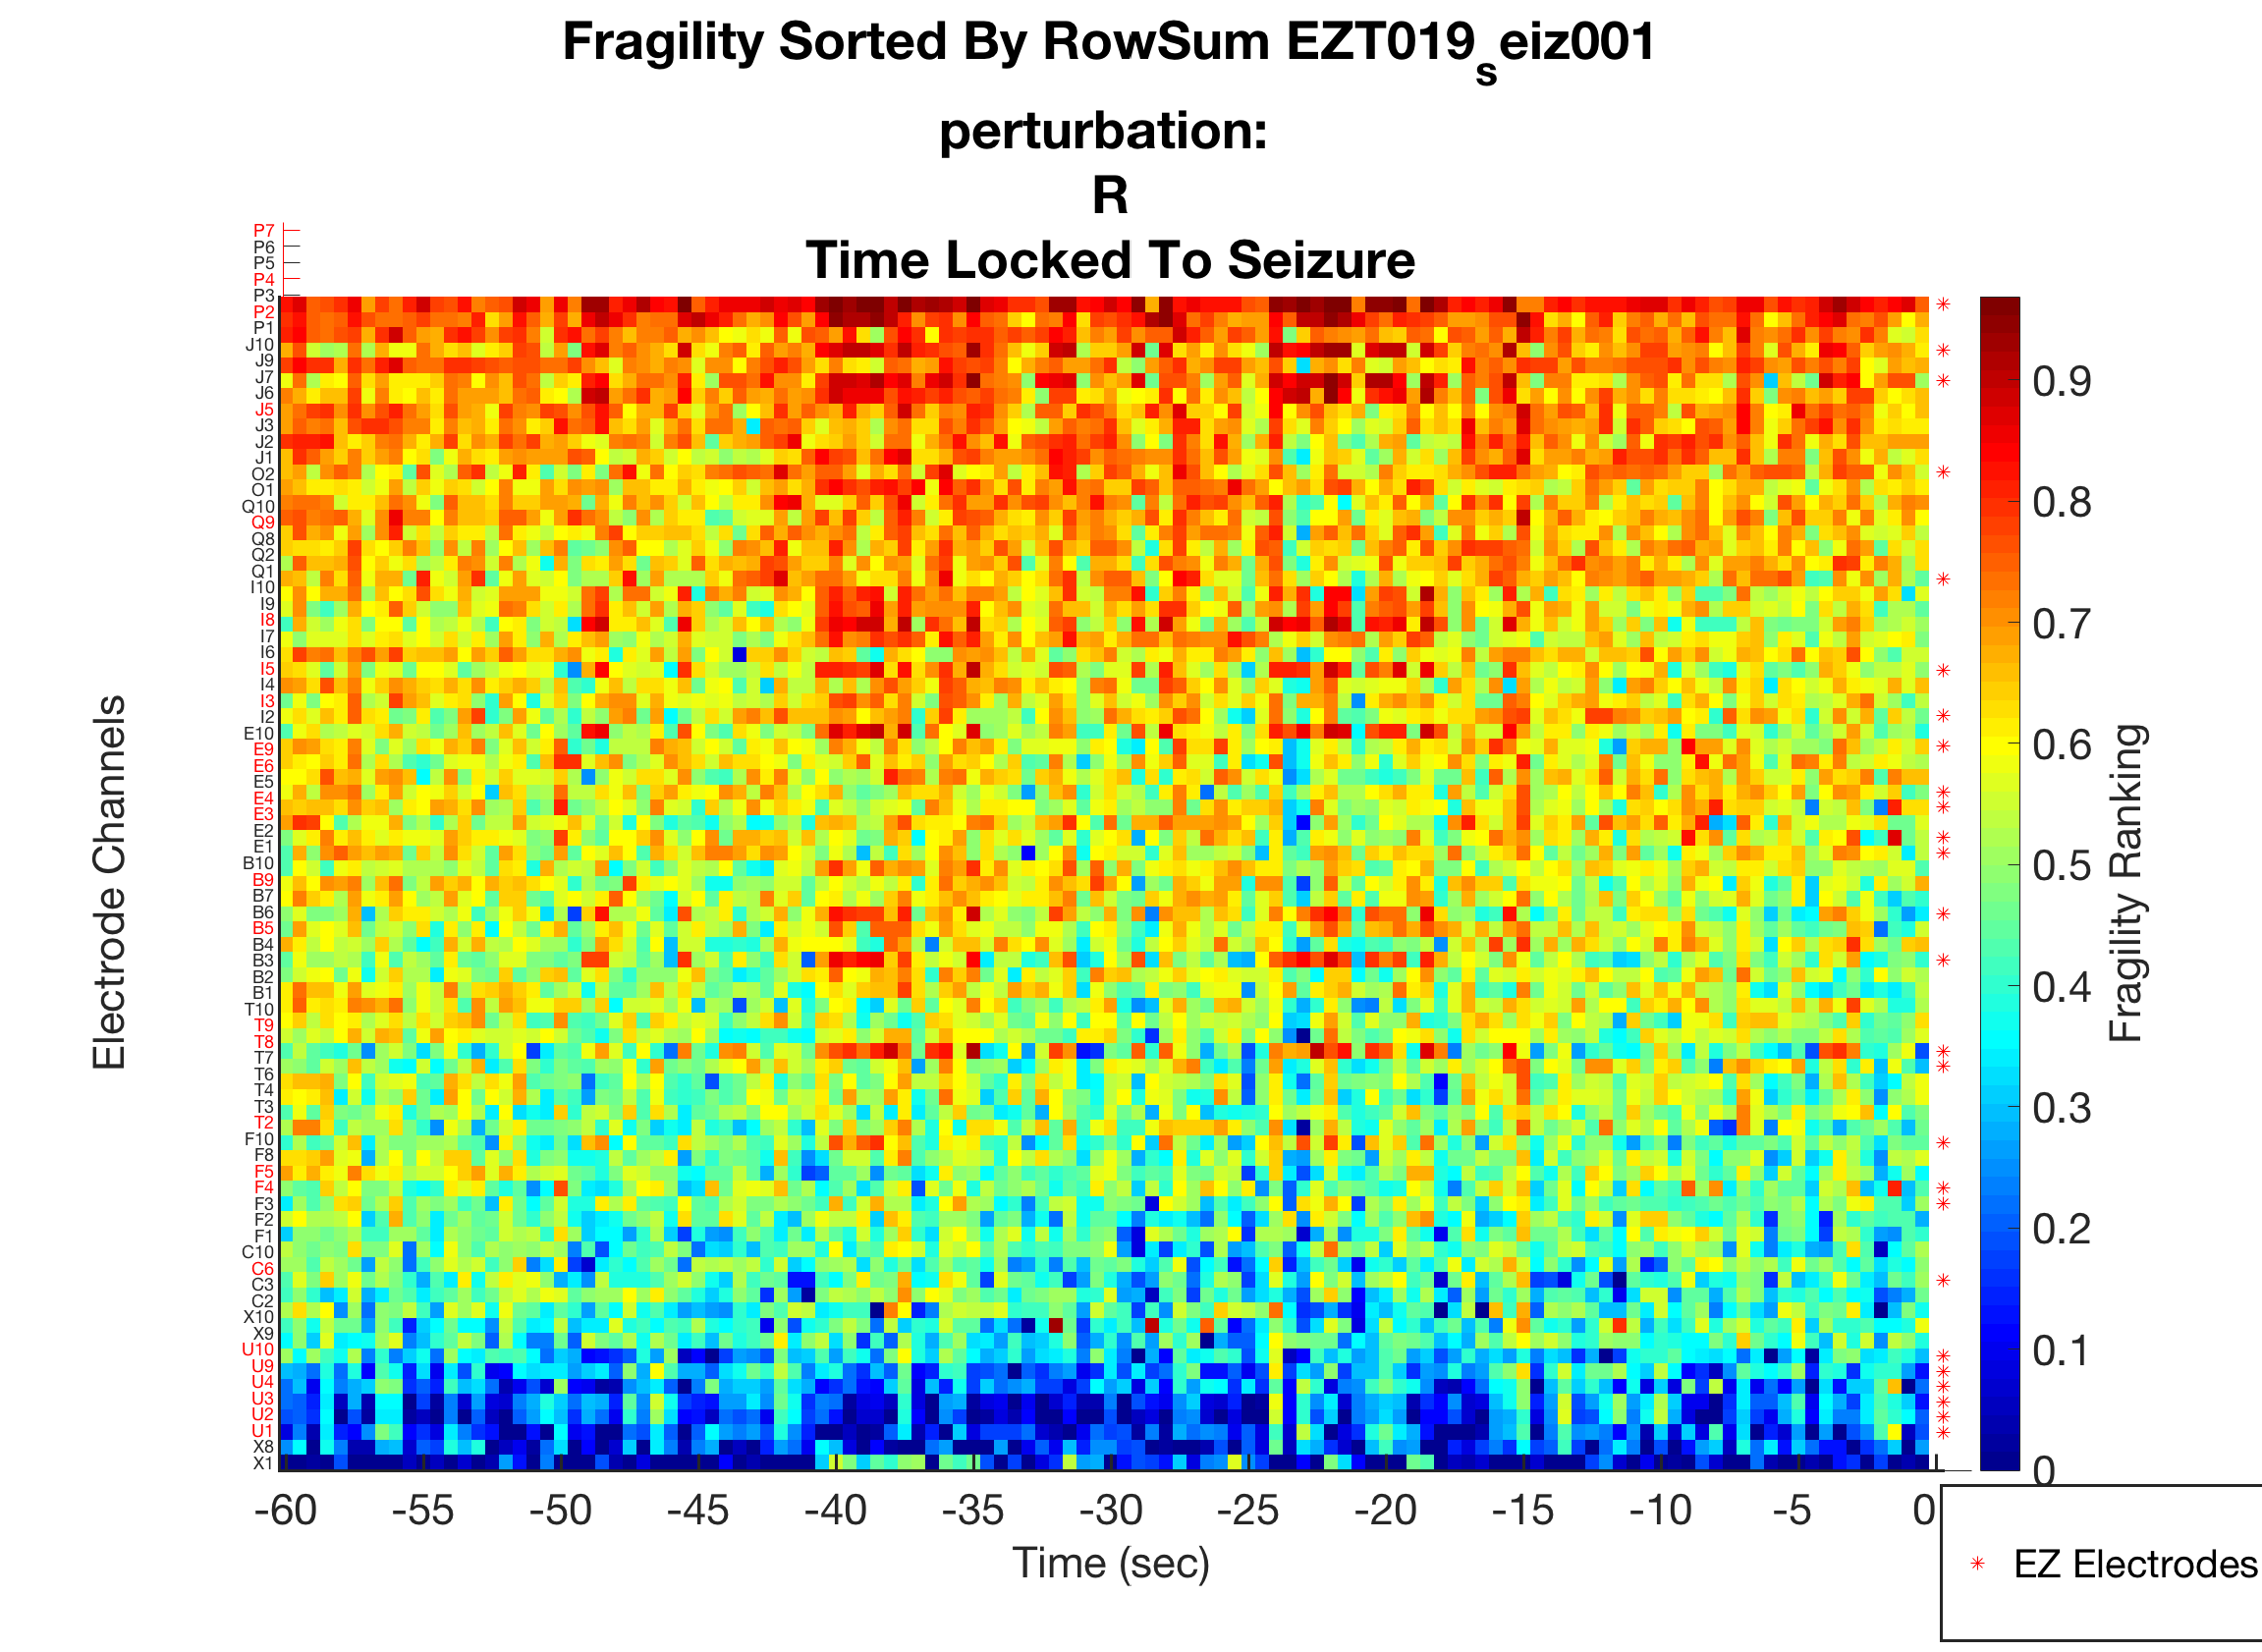 Fragility Sorted By RowSum EZT019seiz001
perturbation:
R
Time Locked To Seizure
P7
P6
P5
P4
P3
P2
P1
J10
J9
J7
J6
J5
J3
J2
J1
O2
O1
Q10
Q9
Q8
Q2
Q1
I10
I9
I8
I7
I6
I5
I4
I3
I2
E10
E9
E6
E5
E4
E3
E2
E1
B10
B9
B7
B6
B5
B4
B3
B2
B1
T10
T9
T8
T7
T6
T4
T3
T2
F10
F8
F5
F4
F3
F2
F1
C10
C6
C3
C2
X10
X9
U10
U9
U4
U3
U2
U1
X8
X1
Electrode Channels
-60 -55 -50 -45 -40 -35 -30 -25 -20 -15 -10 -5 0
Time (sec)
0.9
0.8
0.7
0.6
0.5
0.4
0.3
0.2
0.1
0
Fragility Ranking
EZ Electrodes